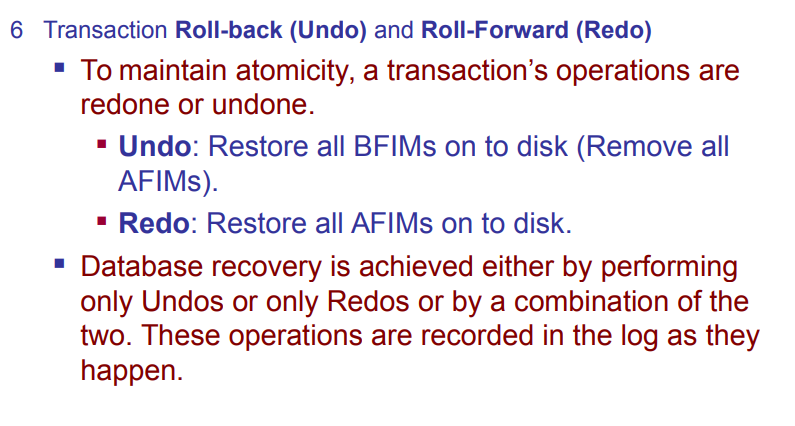 6 Transaction Roll-back (Undo) and Roll-Forward (Redo)
▪ To maintain atomicity, a transaction’s operations are
redone or undone.
▪ Undo: Restore all BFIMs on to disk (Remove all
AFIMs).
▪ Redo: Restore all AFIMs on to disk.
▪ Database recovery is achieved either by performing
only Undos or only Redos or by a combination of the
two. These operations are recorded in the log as they
happen.